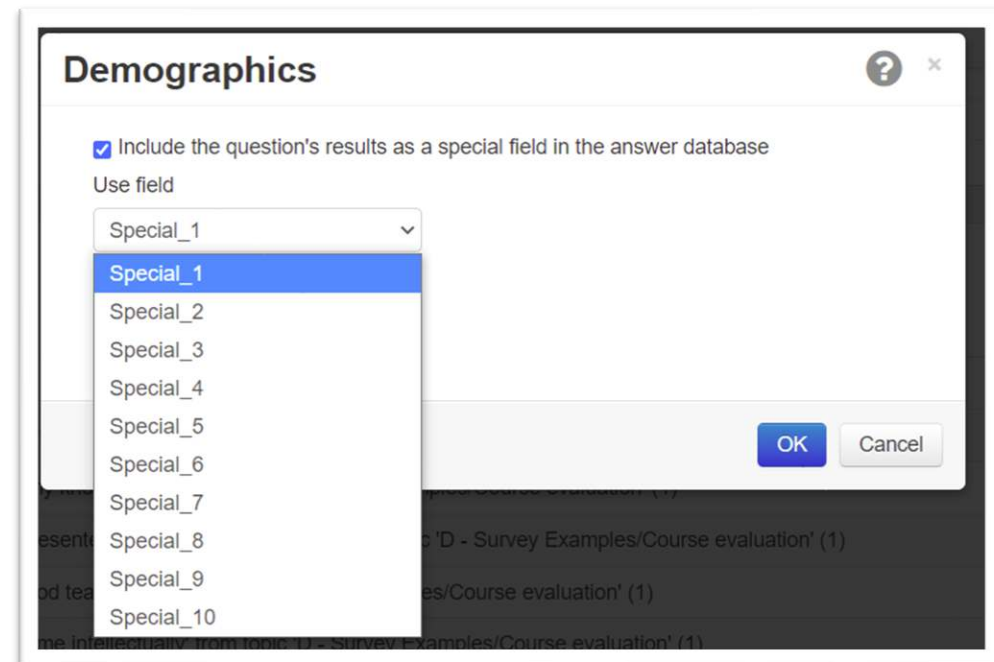 Demographics
?
×
Include the question's results as a special field in the answer database
Use field
Special_1
Special_1
Special_2
Special_3
Special_4
Special_5
Special_6
Special_7
Special_8
Special_9
Special_10
OK
Cancel
Course evaluation' (1)
'D - Survey Examples/Course evaluation' (1)
es/Course evaluation' (1)
me intellectually' from topic 'D - Survey Examples/Course evaluation' (1)